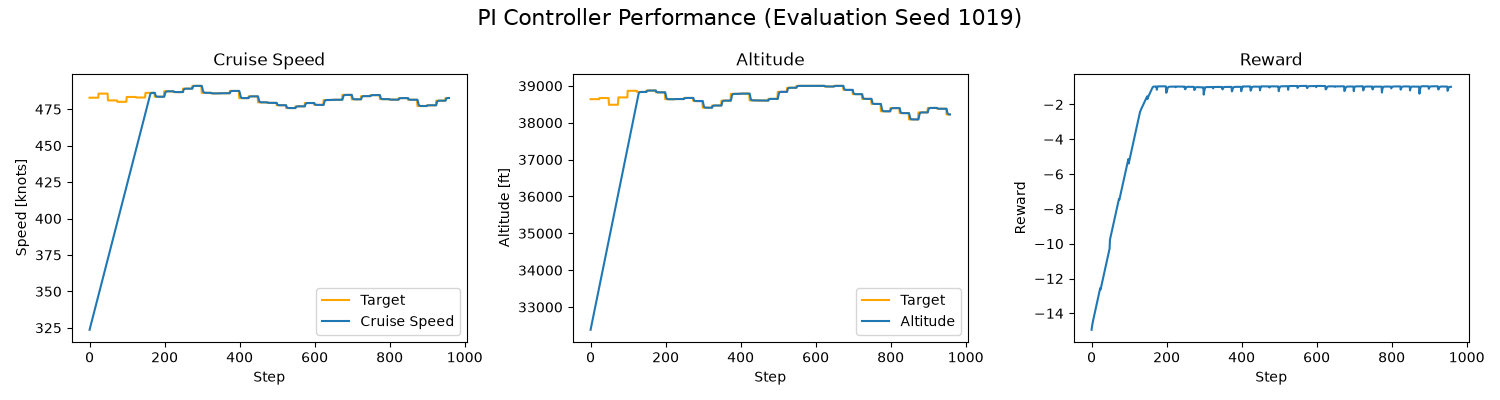 PI Controller Performance (Evaluation Seed 1019)
Cruise Speed
Speed [knots]
475
450
425
400
375
350
325
0 200 400 600 800 1000
Step
Target
Cruise Speed
Altitude
Altitude [ft]
39000
38000
37000
36000
35000
34000
33000
0 200 400 600 800 1000
Step
Target
Altitude
Reward
Reward
−2
−4
−6
−8
−10
−12
−14
0 200 400 600 800 1000
Step